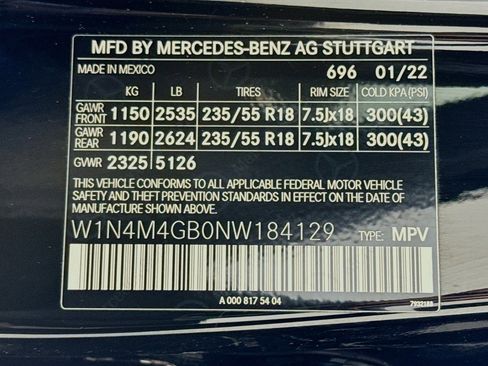 MFD BY MERCEDES-BENZ AG STUTTGART
MADE IN MEXICO 696 01/22
KG LB TIRES RIM SIZE COLD KPA(PSI)
GAWR FRONT 1150 2535 235/55 R18 7.5Jx18 300(43)
GAWR REAR 1190 2624 235/55 R18 7.5Jx18 300(43)
GVWR 2325 5126
THIS VEHICLE CONFORMS TO ALL APPLICABLE FEDERAL MOTOR VEHICLE
SAFETY AND THEFT PREVENTION STANDARDS IN EFFECT ON THE DATE
OF MANUFACTURE SHOWN ABOVE.
W1N4M4GB0NW184129 TYPE: MPV
A 000 817 54 04 7932188